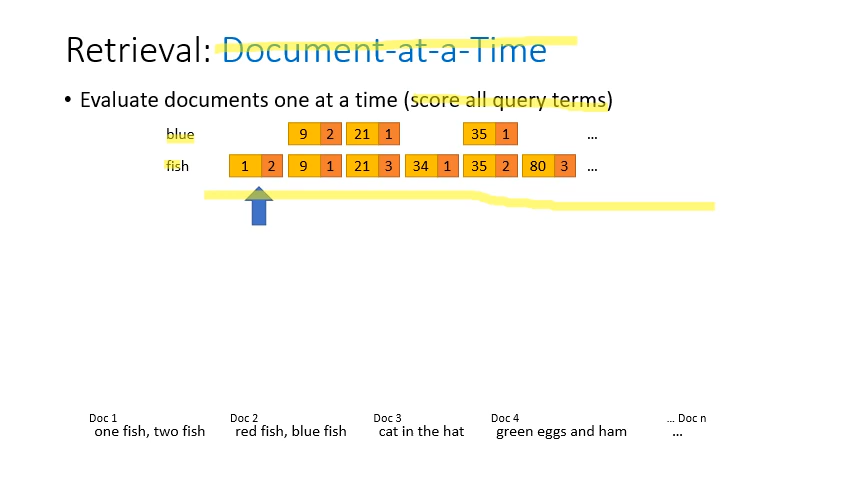 Retrieval: Document-at-a-Time
• Evaluate documents one at a time (score all query terms)
blue 9 2 21 1 35 1 ...
fish 1 2 9 1 21 3 34 1 35 2 80 3 ...
Doc 1 Doc 2 Doc 3 Doc 4 ... Doc n
one fish, two fish red fish, blue fish cat in the hat green eggs and ham ...